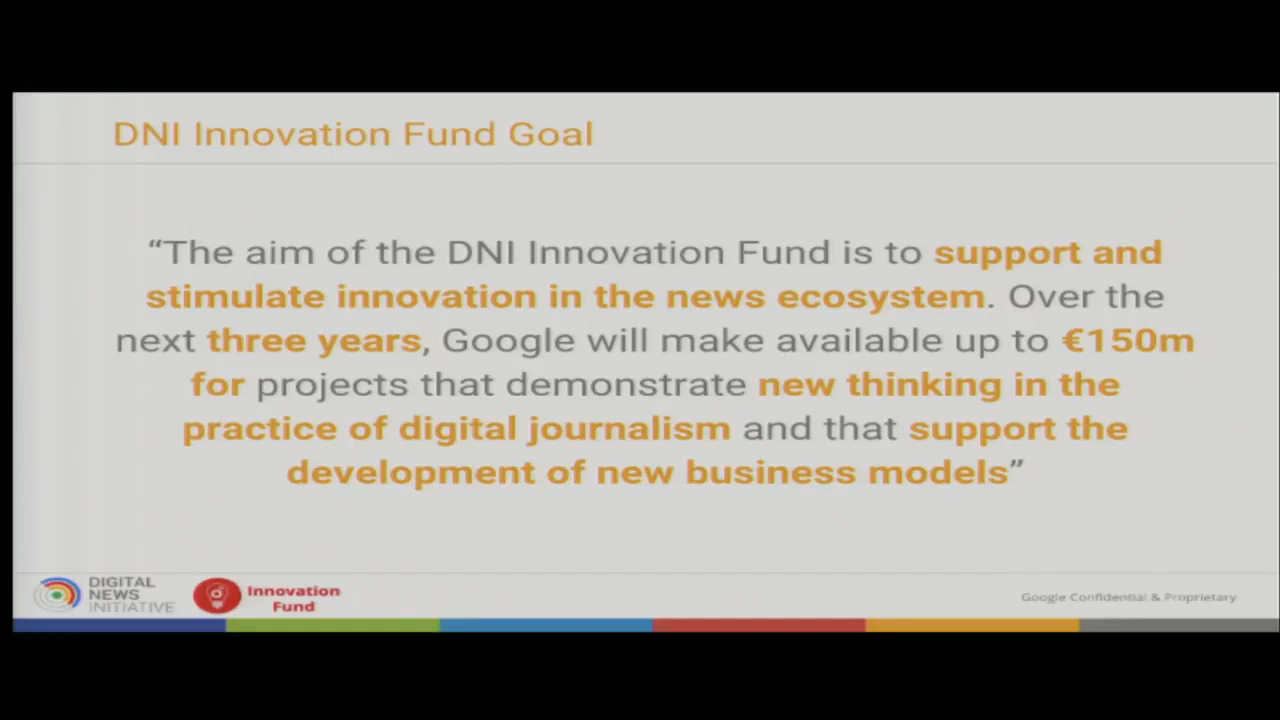 DNI Innovation Fund Goal
“The aim of the DNI Innovation Fund is to support and
stimulate innovation in the news ecosystem. Over the
next three years, Google will make available up to €150m
for projects that demonstrate new thinking in the
practice of digital journalism and that support the
development of new business models”
DIGITAL
NEWS
INITIATIVE
Innovation
Fund
Google Confidential & Proprietary